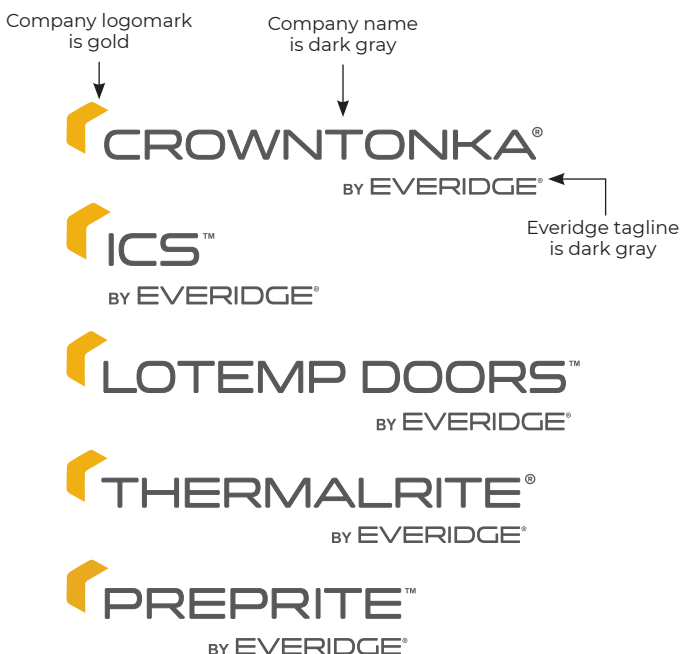 Company logomark
is gold
Company name
is dark gray
CROWNTONKA®
BY EVERIDGE®
Everidge tagline
is dark gray
ICS™
BY EVERIDGE®
LOTEMP DOORS™
BY EVERIDGE®
THERMALRITE®
BY EVERIDGE®
PREPRITE™
BY EVERIDGE®